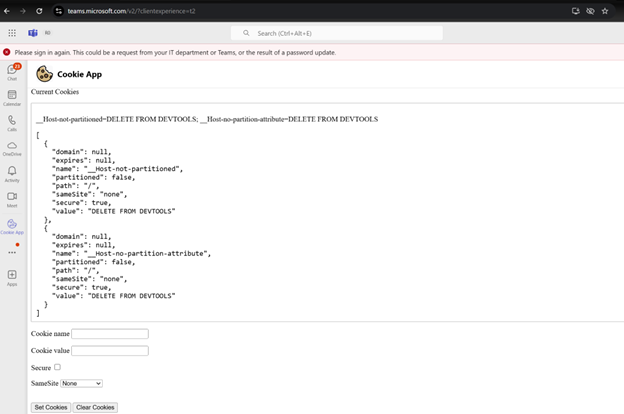 teams.microsoft.com/v2/?clientexperience=t2
Search (Ctrl+Alt+E)
Please sign in again. This could be a request from your IT department or Teams, or the result of a password update.
Chat
Calendar
Calls
OneDrive
Activity
Meet
Cookie App
Apps
Cookie App
Current Cookies
__Host-not-partitioned=DELETE FROM DEVTOOLS; __Host-no-partition-attribute=DELETE FROM DEVTOOLS
[
{
"domain": null,
"expires": null,
"name": "__Host-not-partitioned",
"partitioned": false,
"path": "/",
"sameSite": "none",
"secure": true,
"value": "DELETE FROM DEVTOOLS"
},
{
"domain": null,
"expires": null,
"name": "__Host-no-partition-attribute",
"partitioned": false,
"path": "/",
"sameSite": "none",
"secure": true,
"value": "DELETE FROM DEVTOOLS"
}
]
Cookie name
Cookie value
Secure
SameSite None
Set Cookies Clear Cookies